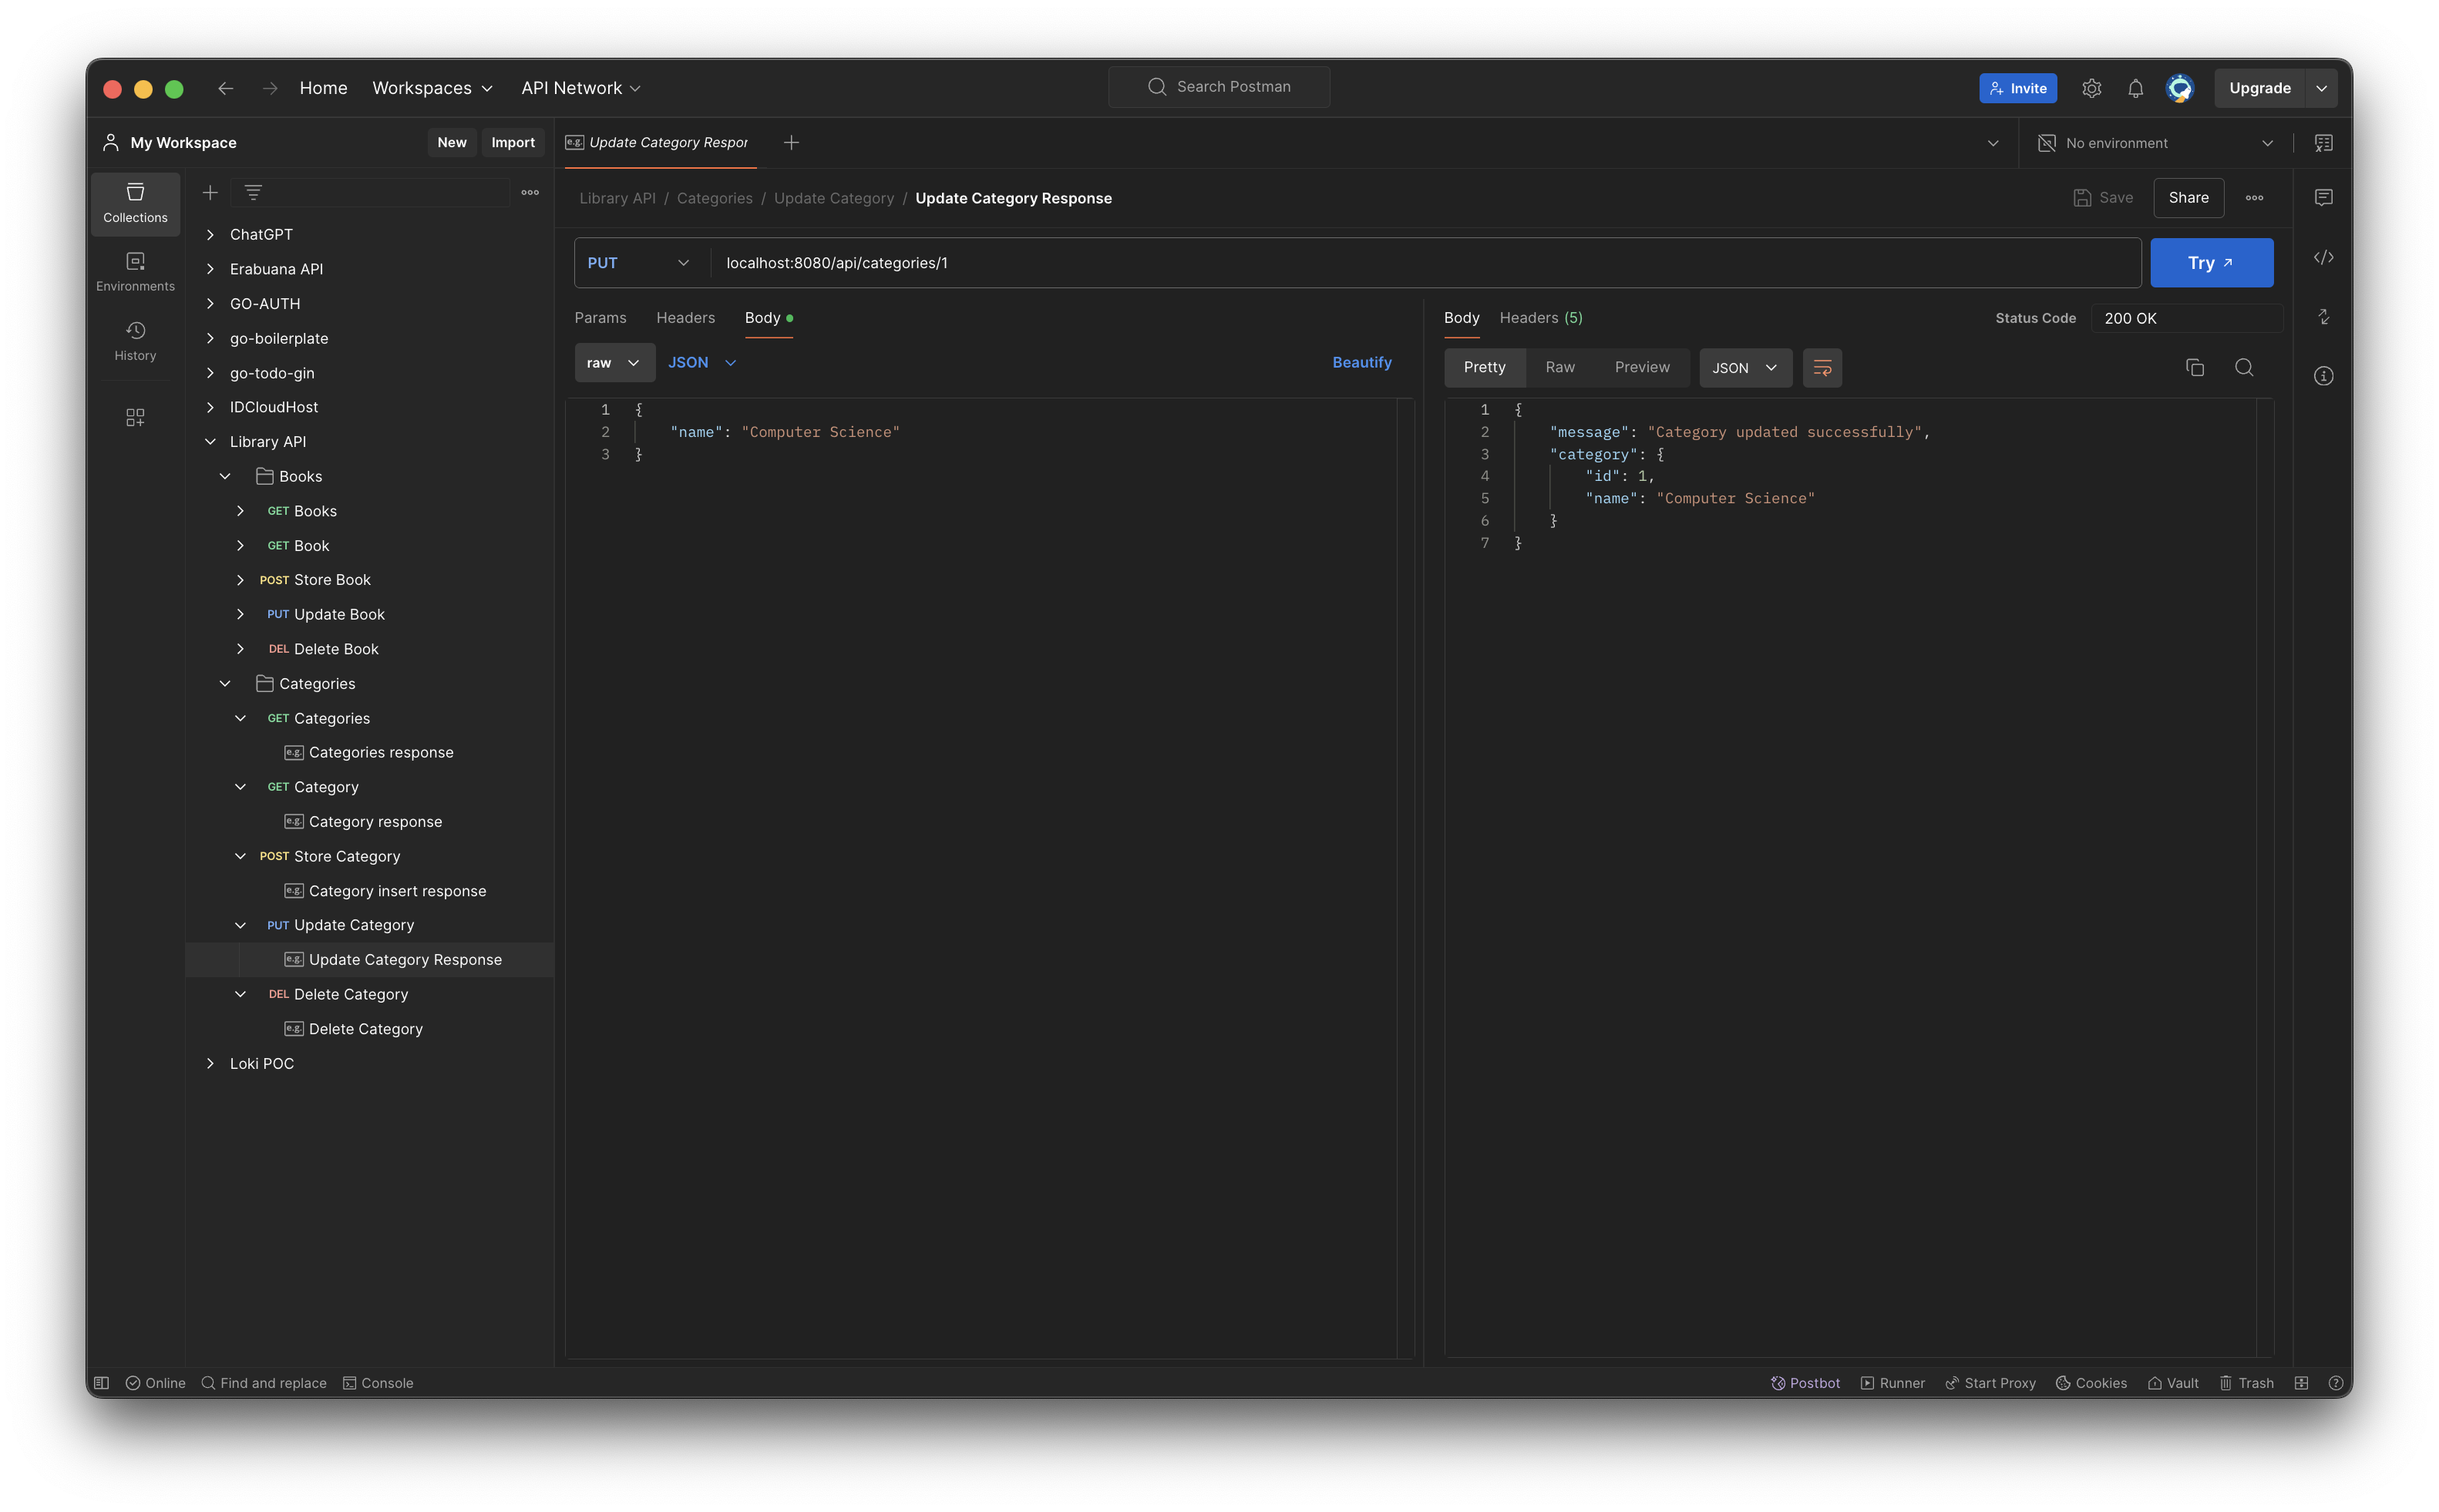 Home Workspaces API Network Search Postman Invite Upgrade
My Workspace New Import
e.g. Update Category Respor
No environment
Collections
Environments
History
ChatGPT
Erabuana API
GO-AUTH
go-boilerplate
go-todo-gin
IDCloudHost
Library API
Books
GET Books
GET Book
POST Store Book
PUT Update Book
DEL Delete Book
Categories
GET Categories
e.g. Categories response
GET Category
e.g. Category response
POST Store Category
e.g. Category insert response
PUT Update Category
e.g. Update Category Response
DEL Delete Category
e.g. Delete Category
Loki POC
Library API / Categories / Update Category / Update Category Response
Save Share
PUT localhost:8080/api/categories/1 Try
Params Headers Body
raw JSON Beautify
1 {
2 "name": "Computer Science"
3 }
Body Headers (5) Status Code 200 OK
Pretty Raw Preview JSON
1 {
2 "message": "Category updated successfully",
3 "category": {
4 "id": 1,
5 "name": "Computer Science"
6 }
7 }
Online Find and replace Console Postbot Runner Start Proxy Cookies Vault Trash